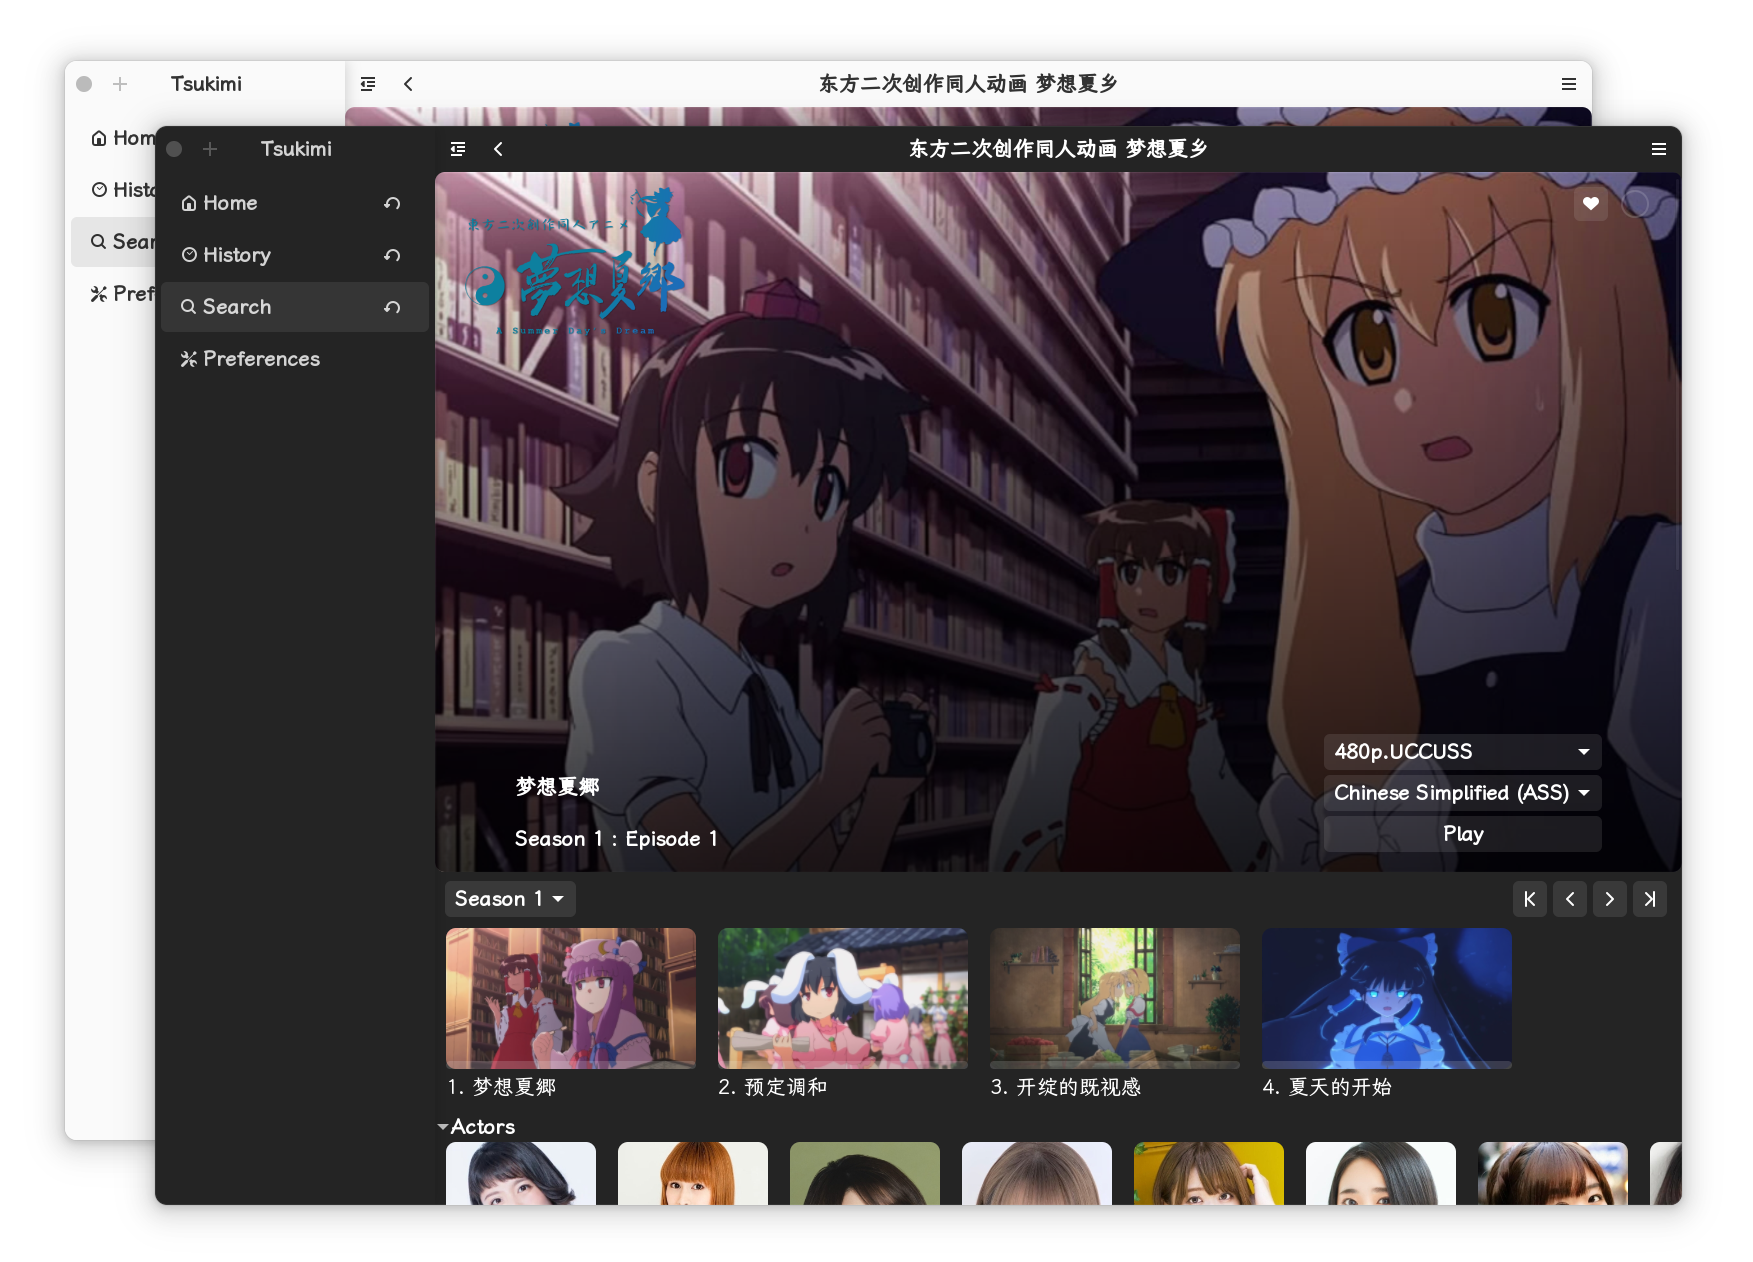 Tsukimi
东方二次创作同人动画 梦想夏乡
Hom
Histo
Sear
Pref
Tsukimi
东方二次创作同人动画 梦想夏乡
Home
History
Search
Preferences
東方二次創作同人アニメ
夢想夏郷
A Summer Day's Dream
梦想夏郷
Season 1 : Episode 1
480p.UCCUSS
Chinese Simplified (ASS)
Play
Season 1
1. 梦想夏郷
2. 预定调和
3. 开绽的既视感
4. 夏天的开始
Actors